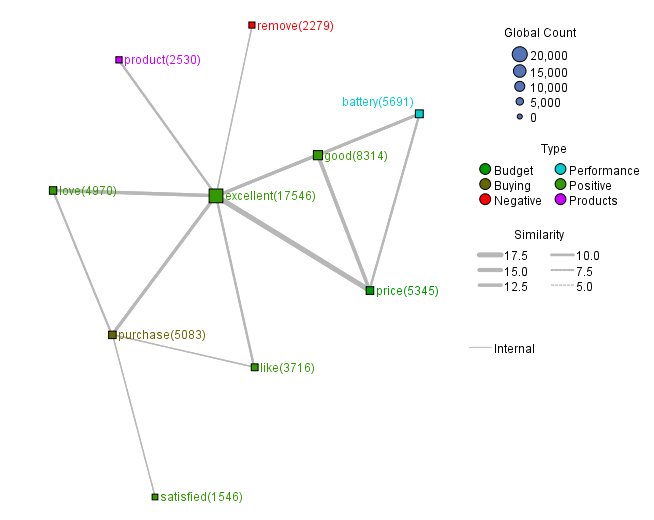 remove(2279)
product(2530)
battery(5691)
good(8314)
love(4970)
excellent(17546)
price(5345)
purchase(5083)
like(3716)
satisfied(1546)
Global Count
20,000
15,000
10,000
5,000
0
Type
Budget Performance
Buying Positive
Negative Products
Similarity
17.5 10.0
15.0 7.5
12.5 5.0
Internal